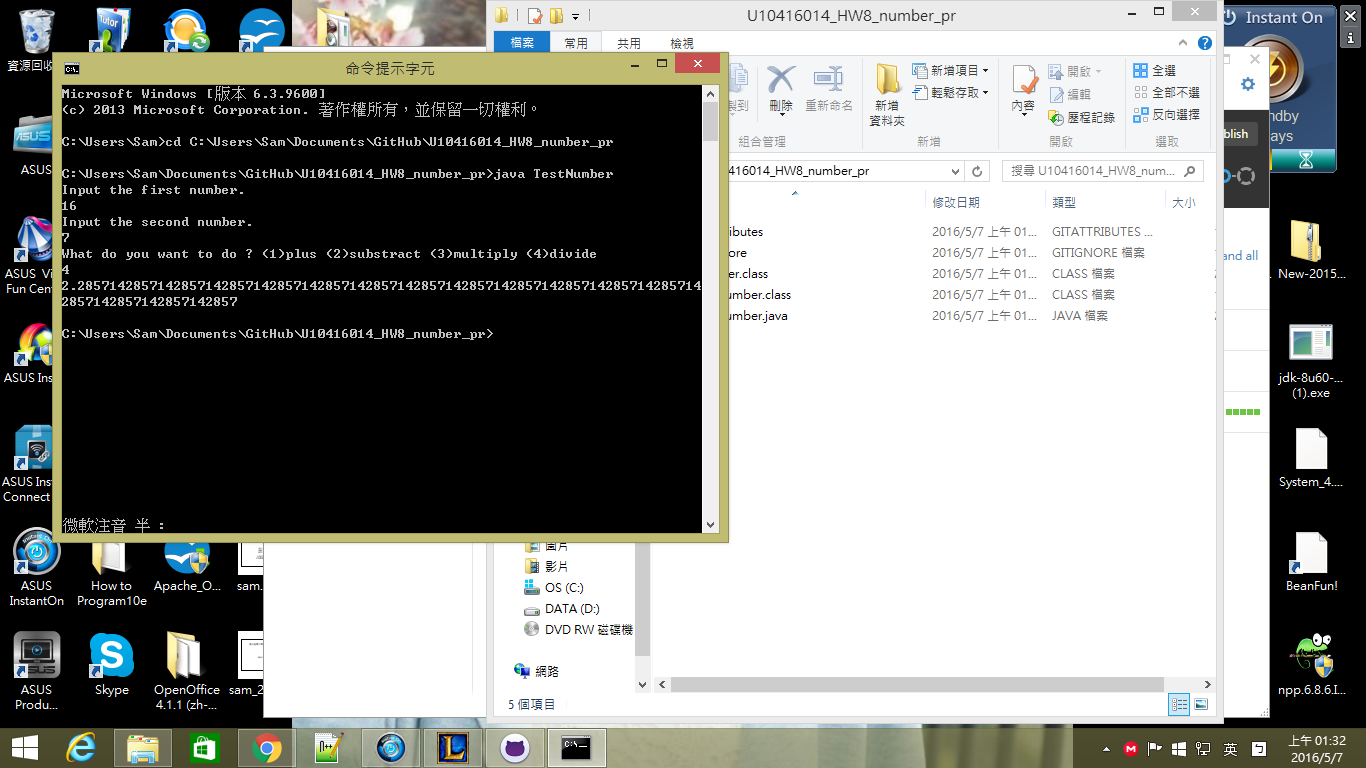 資源回收
Tutor
命令提示字元
Microsoft Windows [版本 6.3.9600]
(c) 2013 Microsoft Corporation. 著作權所有，並保留一切權利。
C:\Users\Sam>cd C:\Users\Sam\Documents\GitHub\U10416014_HW8_number_pr
C:\Users\Sam\Documents\GitHub\U10416014_HW8_number_pr>java TestNumber
Input the first number.
16
Input the second number.
7
What do you want to do ? (1)plus (2)substract (3)multiply (4)divide
4
2.2857142857142857142857142857142857142857142857142857142857142857142857142857142857142857
C:\Users\Sam\Documents\GitHub\U10416014_HW8_number_pr>
微軟注音 半 :
U10416014_HW8_number_pr
檔案
常用
共用
檢視
刪除
重新命名
新增
資料夾
新增項目
輕鬆存取
內容
開啟
編輯
歷程記錄
全選
全部不選
反向選擇
組合管理
新增
開啟
選取
416014_HW8_number_pr
搜尋 U10416014_HW8_num...
修改日期
類型
大小
ibutes
2016/5/7 上午 01...
GITATTRIBUTES ...
ore
2016/5/7 上午 01...
GITIGNORE 檔案
er.class
2016/5/7 上午 01...
CLASS 檔案
umber.class
2016/5/7 上午 01...
CLASS 檔案
umber.java
2016/5/7 上午 01...
JAVA 檔案
圖片
影片
OS (C:)
DATA (D:)
DVD RW 磁碟機
網路
5 個項目
Instant On
ndby
ays
blish
and all
New-2015...
jdk-8u60-...
(1).exe
System_4....
BeanFun!
npp.6.8.6.I...
ASUS
ASUS Vi
Fun Cen
ASUS Ins
ASUS Inst
Connect
ASUS
InstantOn
How to
Program10e
Apache_O...
sam.
ASUS
Produ...
Skype
OpenOffice
4.1.1 (zh-...
sam_2
英
上午 01:32
2016/5/7